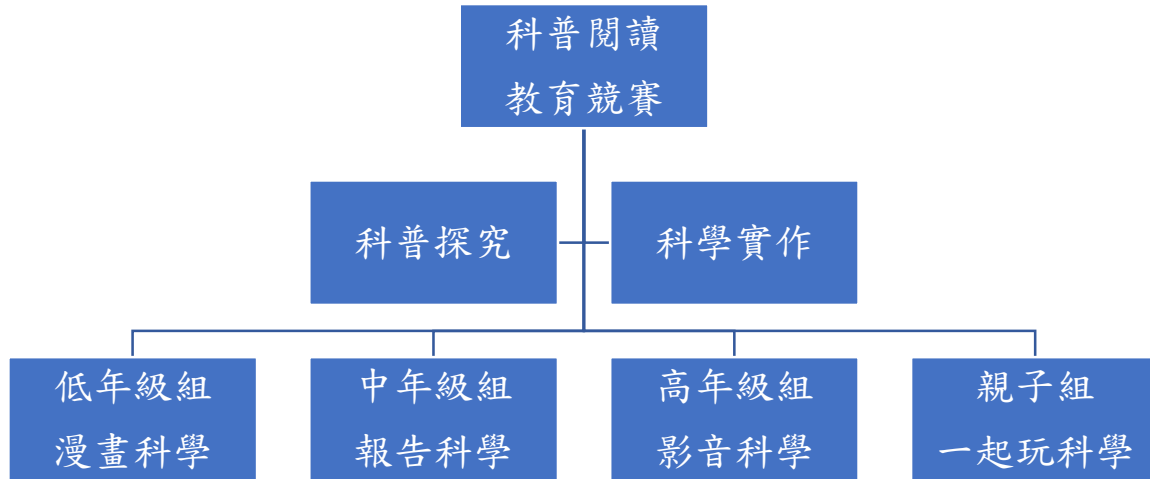 科普閱讀
教育競賽
科普探究
科學實作
低年級組
漫畫科學
中年級組
報告科學
高年級組
影音科學
親子組
一起玩科學